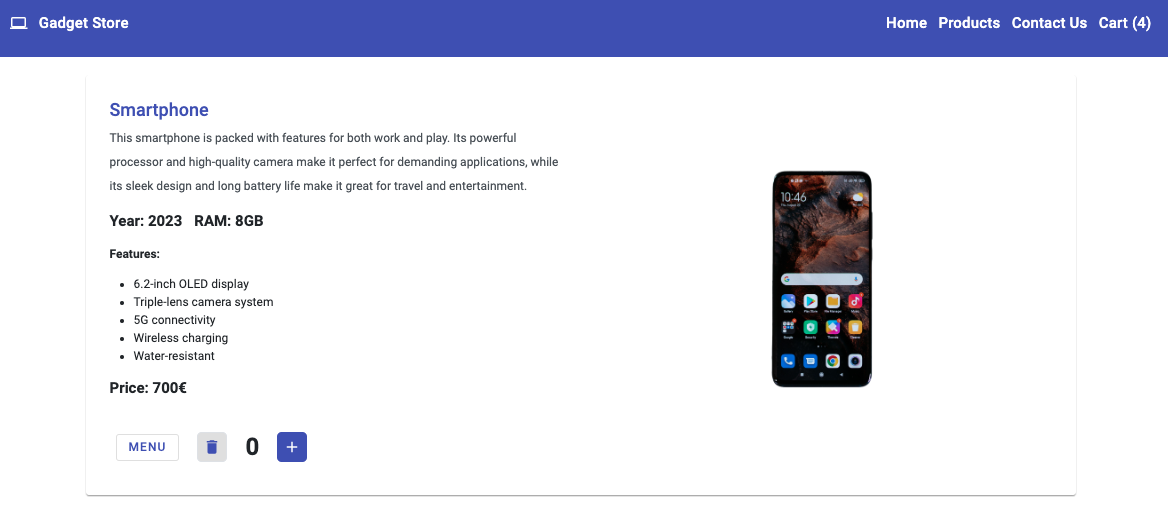 Gadget Store
Home Products Contact Us Cart (4)
Smartphone
This smartphone is packed with features for both work and play. Its powerful
processor and high-quality camera make it perfect for demanding applications, while
its sleek design and long battery life make it great for travel and entertainment.
Year: 2023 RAM: 8GB
Features:
6.2-inch OLED display
Triple-lens camera system
5G connectivity
Wireless charging
Water-resistant
Price: 700€
MENU 0 +
10:46